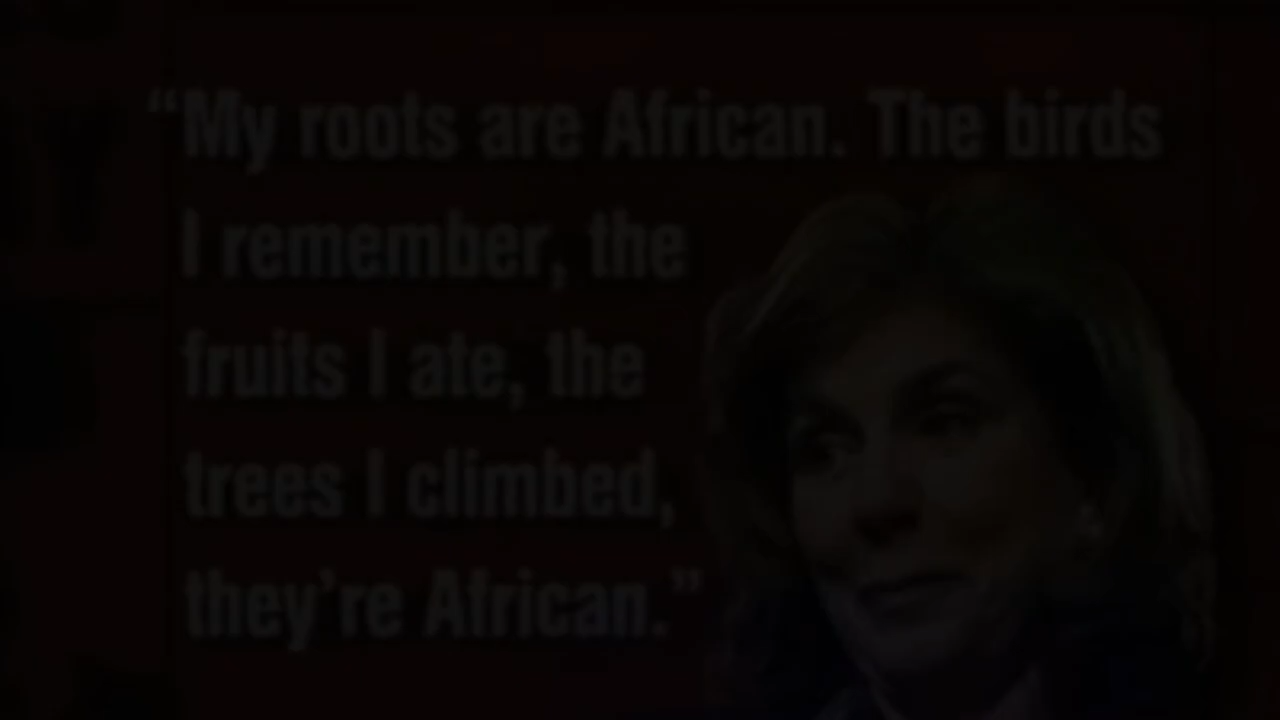 “My roots are African. The birds
I remember, the
fruits I ate, the
trees I climbed,
they’re African.”